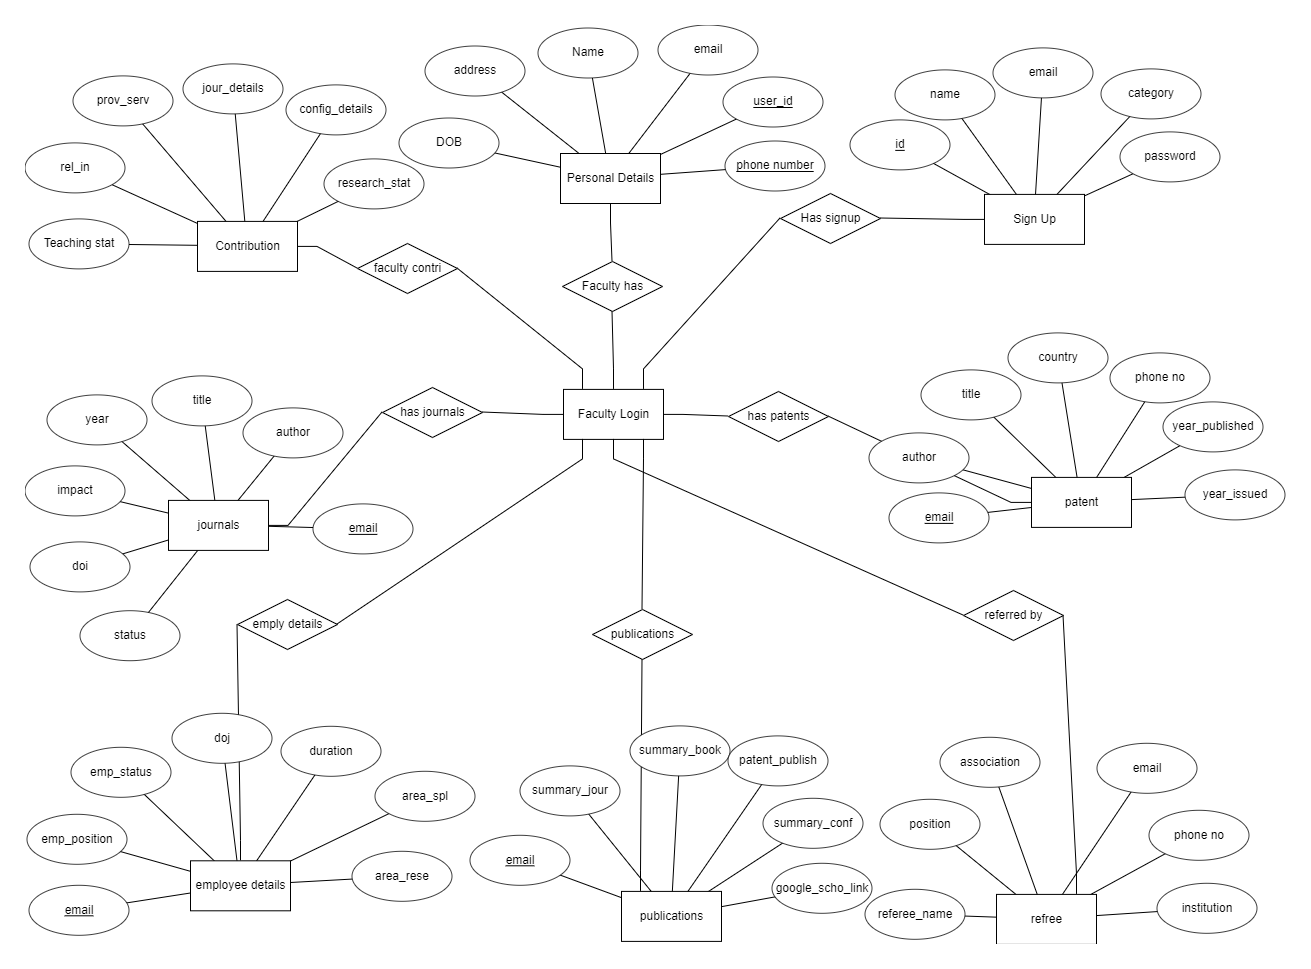 Name
email
address
jour_details
email
name
category
prov_serv
config_details
user_id
DOB
id
password
rel_in
phone number
Personal Details
research_stat
Teaching stat
Contribution
Has signup
Sign Up
faculty contri
Faculty has
country
phone no
title
title
year
author
has journals
Faculty Login
has patents
year_published
author
impact
year_issued
patent
journals
email
email
doi
status
emply details
publications
referred by
doj
duration
summary_book
patent_publish
association
email
emp_status
summary_jour
area_spl
summary_conf
position
phone no
emp_position
email
area_rese
employee details
google_scho_link
email
publications
referee_name
refree
institution